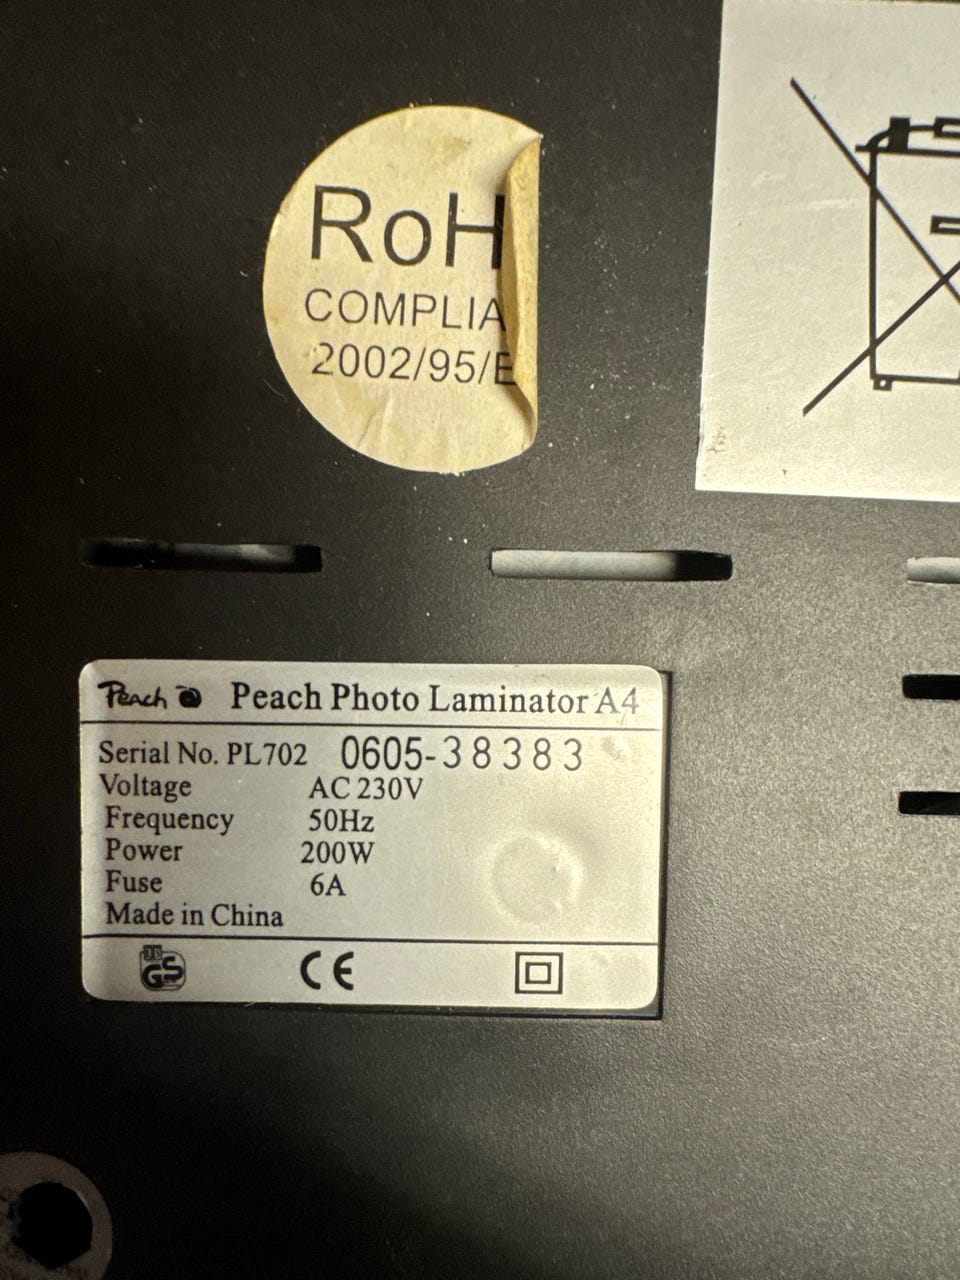 RoH
COMPLIA
2002/95/E
Peach Peach Photo Laminator A4
Serial No. PL702 0605-38383
Voltage AC 230V
Frequency 50Hz
Power 200W
Fuse 6A
Made in China
GS CE